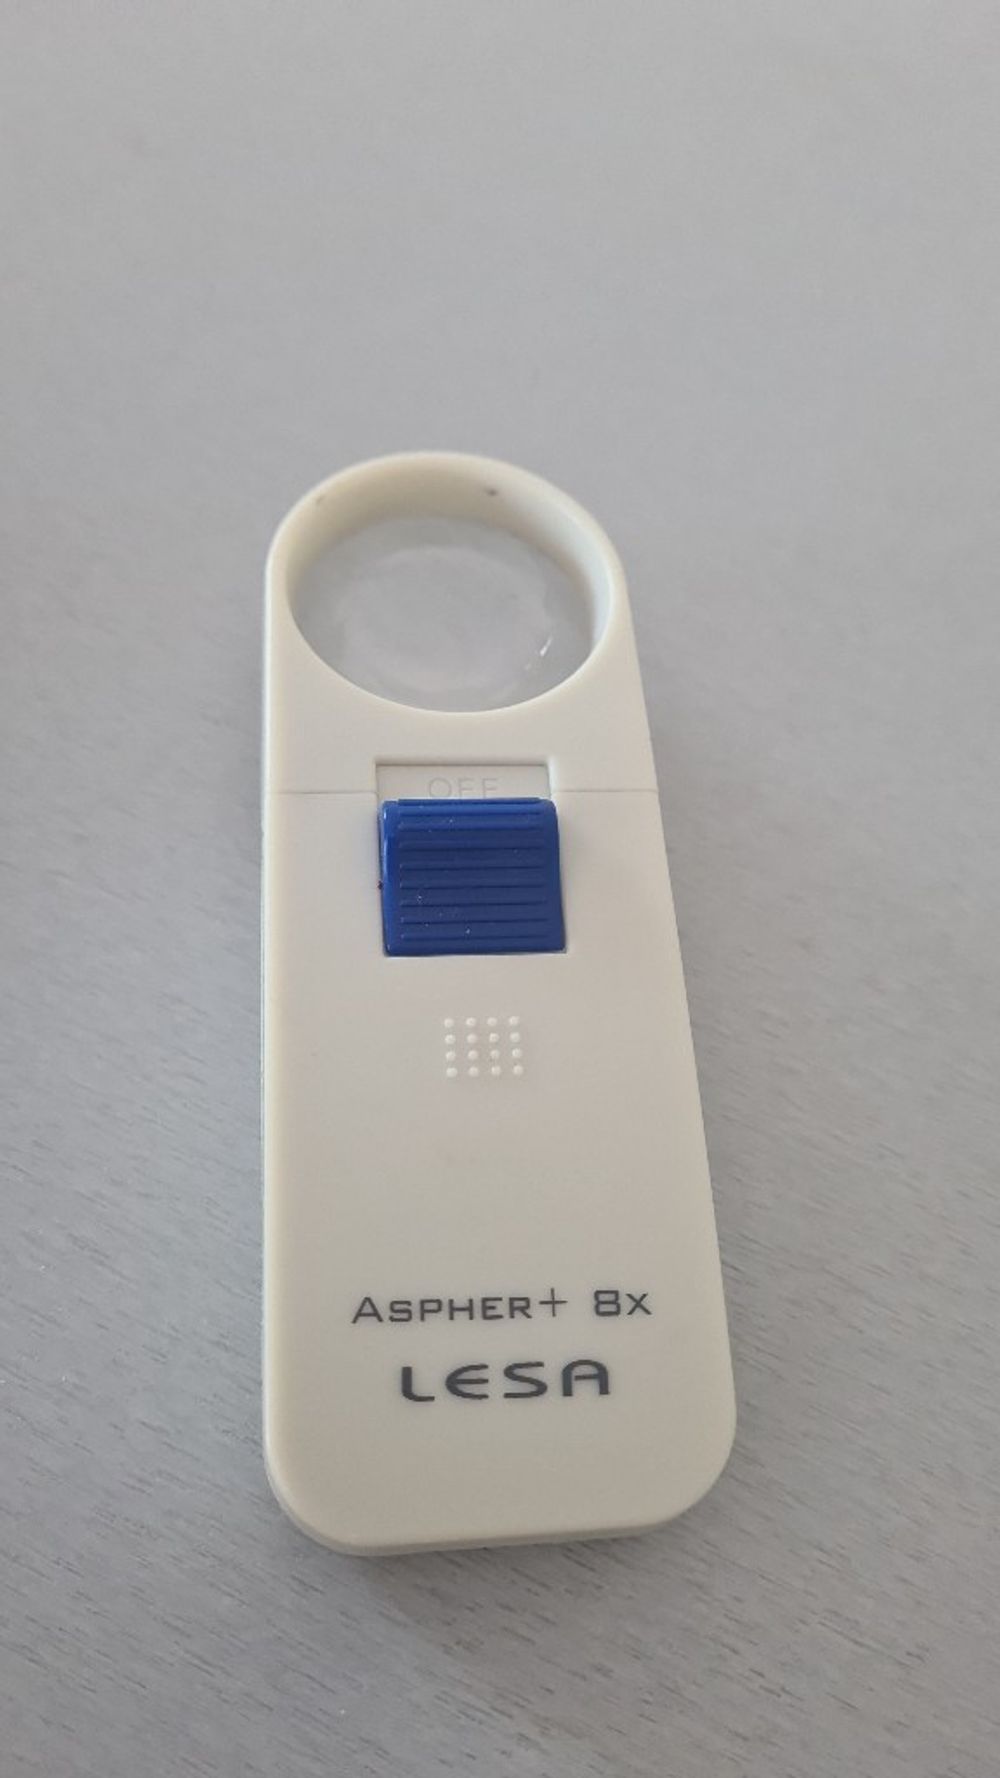 OFF
ASPHER+ 8X
LESA